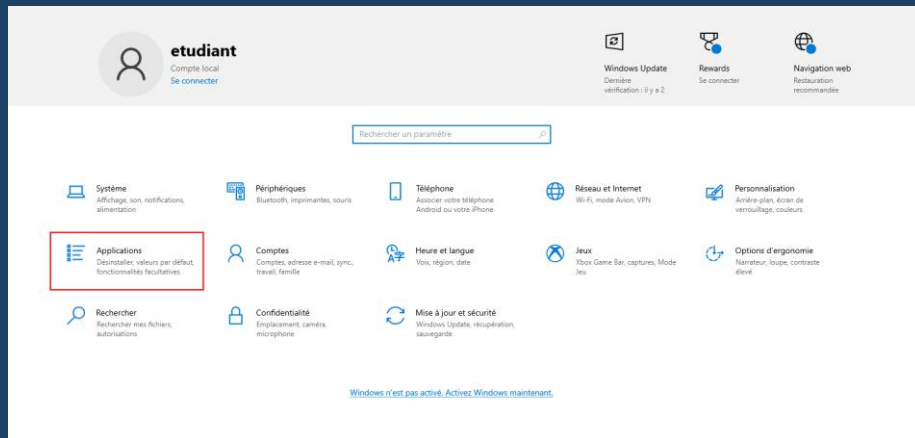 etudiant
Compte local
Se connecter
Windows Update
Dernière
vérification : il y a 2
Rewards
Se connecter
Navigation web
Restauration
recommandée
Rechercher un paramètre
Système
Affichage, son, notifications,
alimentation
Périphériques
Bluetooth, imprimantes, souris
Téléphone
Associer votre téléphone
Android ou votre iPhone
Réseau et Internet
Wi-Fi, mode Avion, VPN
Personnalisation
Arrière-plan, écran de
verrouillage, couleurs
Applications
Désinstaller, valeurs par défaut,
fonctionnalités facultatives
Comptes
Comptes, adresse e-mail, sync.,
travail, famille
Heure et langue
Voix, région, date
Jeux
Xbox Game Bar, captures, Mode
Jeu
Options d'ergonomie
Narrateur, loupe, contraste
élevé
Rechercher
Rechercher mes fichiers,
autorisations
Confidentialité
Emplacement, caméra,
microphone
Mise à jour et sécurité
Windows Update, récupération,
sauvegarde
Windows n'est pas activé. Activez Windows maintenant.